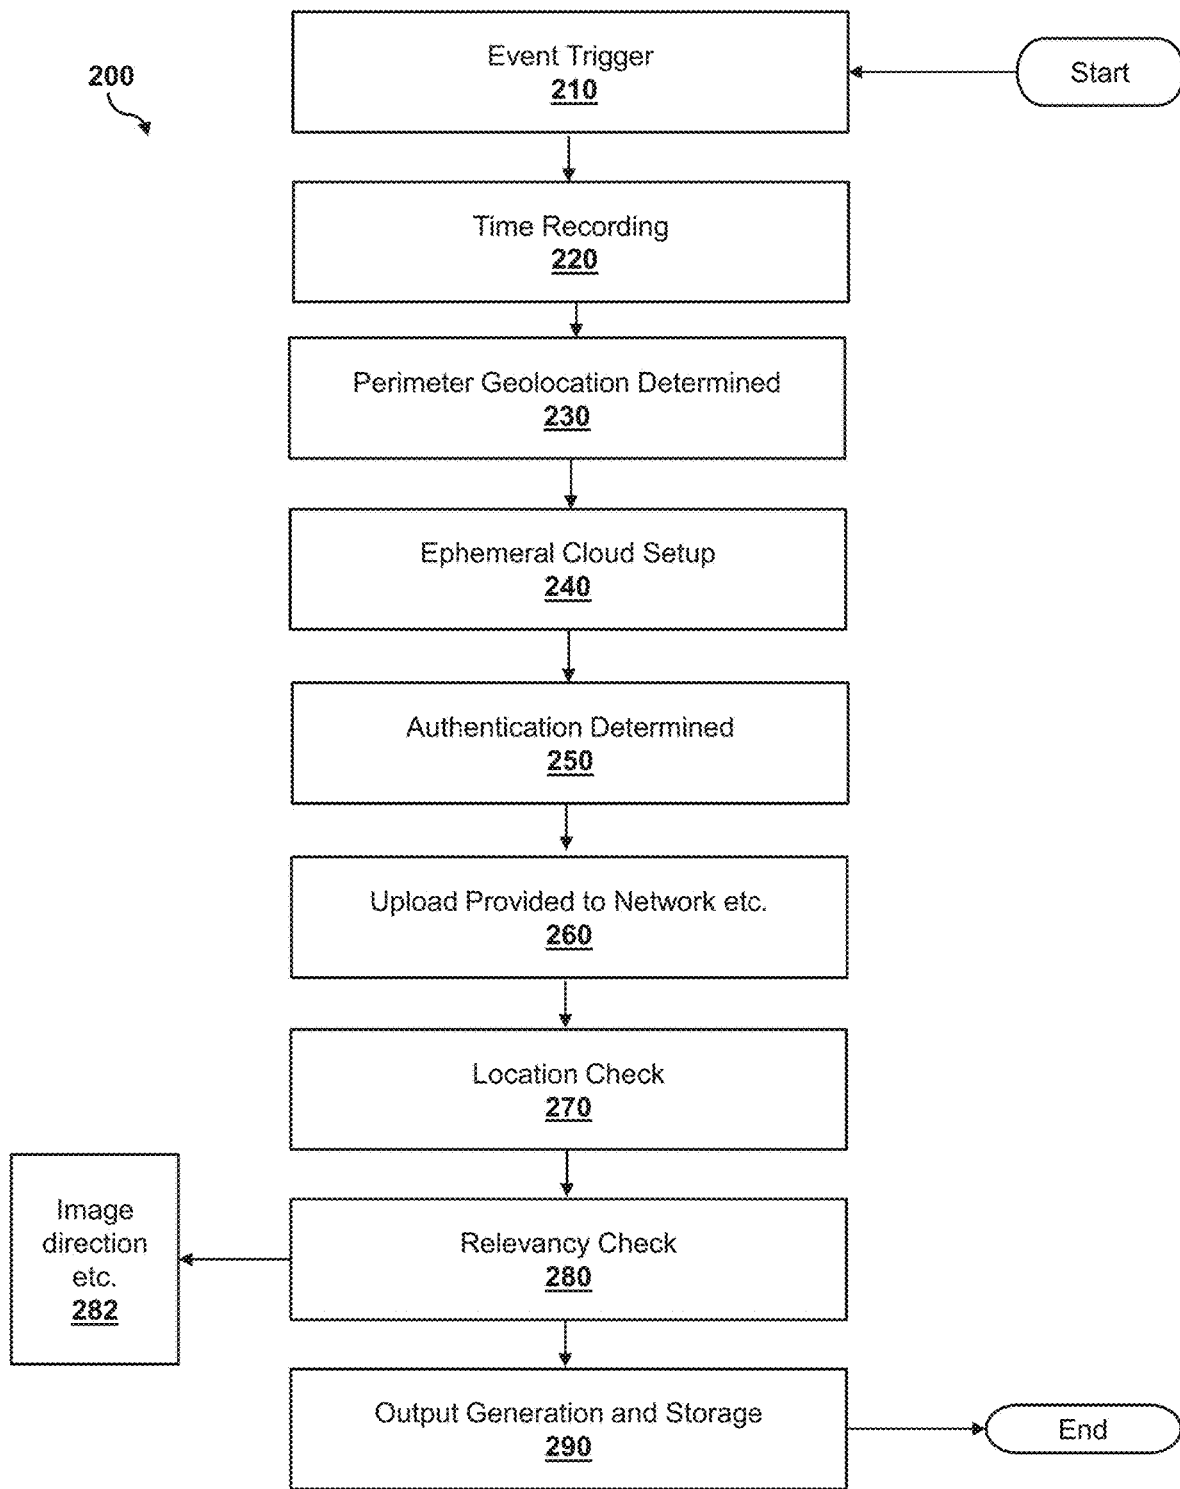 200
Event Trigger
210
Start
Time Recording
220
Perimeter Geolocation Determined
230
Ephemeral Cloud Setup
240
Authentication Determined
250
Upload Provided to Network etc.
260
Location Check
270
Image
direction
etc.
282
Relevancy Check
280
Output Generation and Storage
290
End